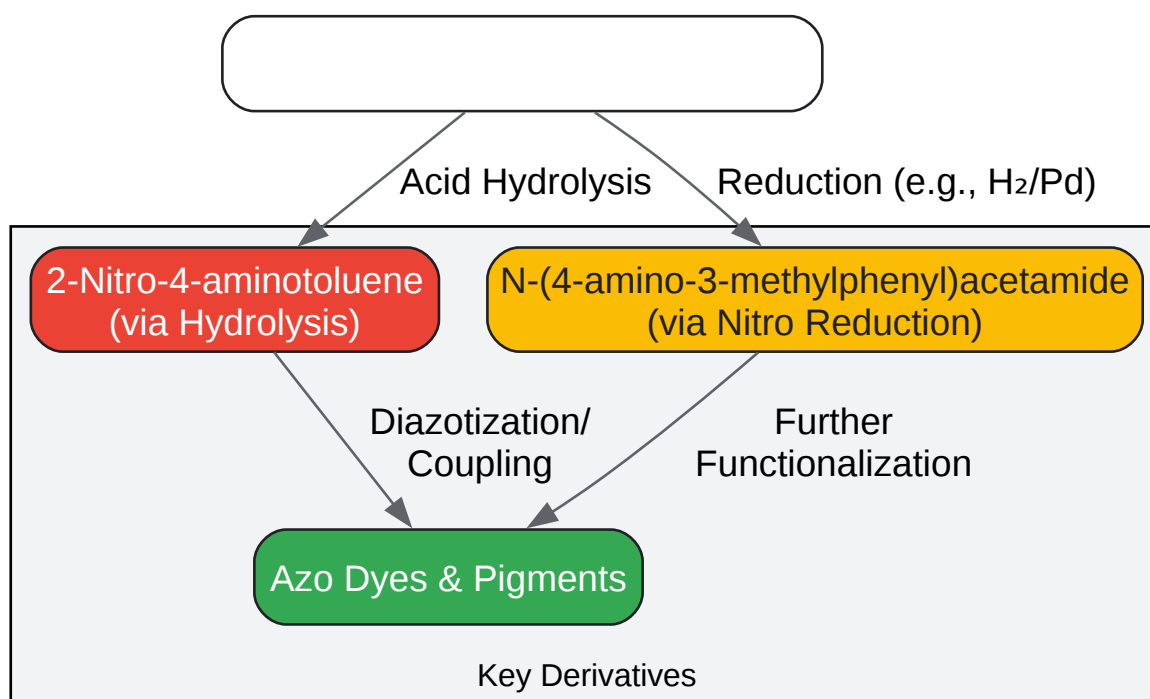 Acid Hydrolysis
Reduction (e.g., H₂/Pd)
2-Nitro-4-aminotoluene
(via Hydrolysis)
N-(4-amino-3-methylphenyl)acetamide
(via Nitro Reduction)
Diazotization/
Coupling
Further
Functionalization
Azo Dyes & Pigments
Key Derivatives